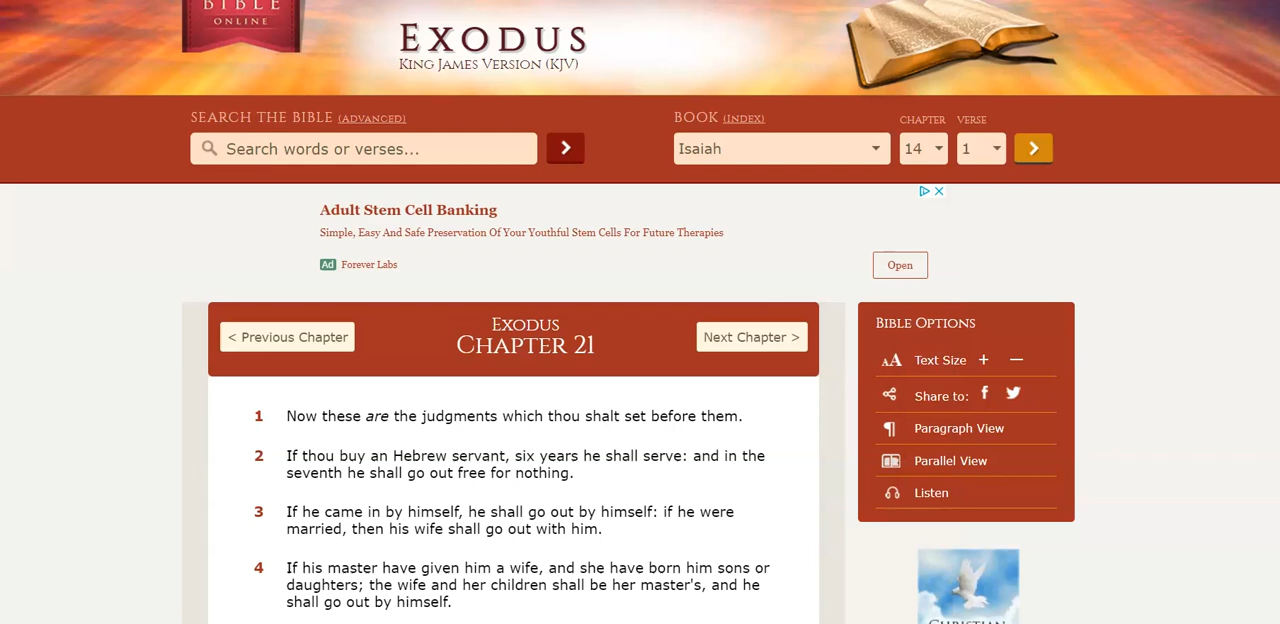 BIBLE
ONLINE
EXODUS
KING JAMES VERSION (KJV)
SEARCH THE BIBLE (ADVANCED)
Search words or verses...
BOOK (INDEX)
CHAPTER
VERSE
Isaiah
14
1
Adult Stem Cell Banking
Simple, Easy And Safe Preservation Of Your Youthful Stem Cells For Future Therapies
Ad Forever Labs
Open
< Previous Chapter
EXODUS
CHAPTER 21
Next Chapter >
1 Now these are the judgments which thou shalt set before them.
2 If thou buy an Hebrew servant, six years he shall serve: and in the
seventh he shall go out free for nothing.
3 If he came in by himself, he shall go out by himself: if he were
married, then his wife shall go out with him.
4 If his master have given him a wife, and she have born him sons or
daughters; the wife and her children shall be her master's, and he
shall go out by himself.
BIBLE OPTIONS
AA Text Size + —
Share to:
Paragraph View
Parallel View
Listen
CHRISTIAN